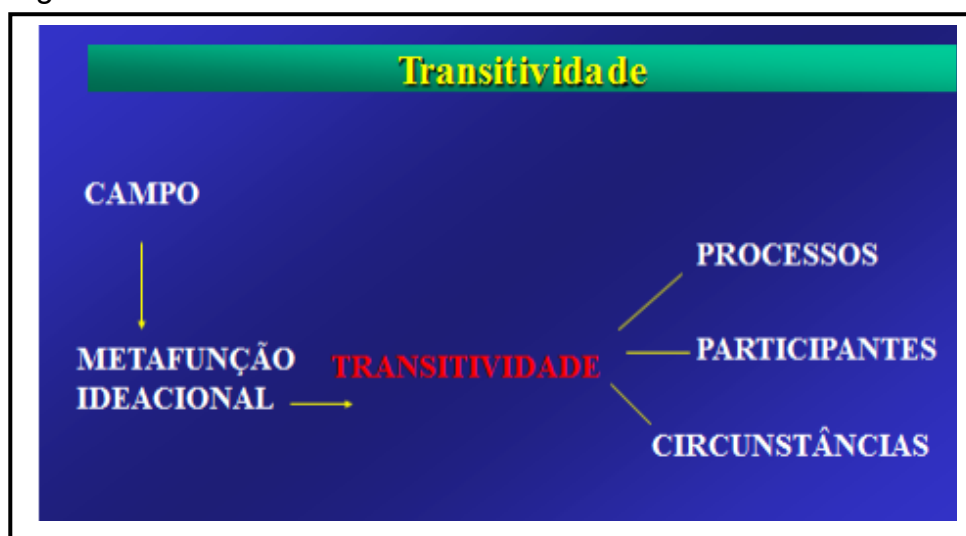 Transitividade
CAMPO
METAFUNÇÃO
IDEACIONAL
TRANSITIVIDADE
PROCESSOS
PARTICIPANTES
CIRCUNSTÂNCIAS